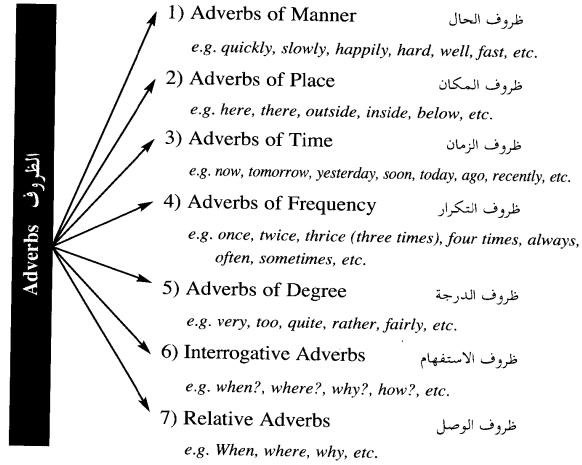 Adverbs الظروف
1) Adverbs of Manner ظروف الحال
e.g. quickly, slowly, happily, hard, well, fast, etc.
2) Adverbs of Place ظروف المكان
e.g. here, there, outside, inside, below, etc.
3) Adverbs of Time ظروف الزمان
e.g. now, tomorrow, yesterday, soon, today, ago, recently, etc.
4) Adverbs of Frequency ظروف التكرار
e.g. once, twice, thrice (three times), four times, always,
often, sometimes, etc.
5) Adverbs of Degree ظروف الدرجة
e.g. very, too, quite, rather, fairly, etc.
6) Interrogative Adverbs ظروف الاستفهام
e.g. when?, where?, why?, how?, etc.
7) Relative Adverbs ظروف الوصل
e.g. When, where, why, etc.